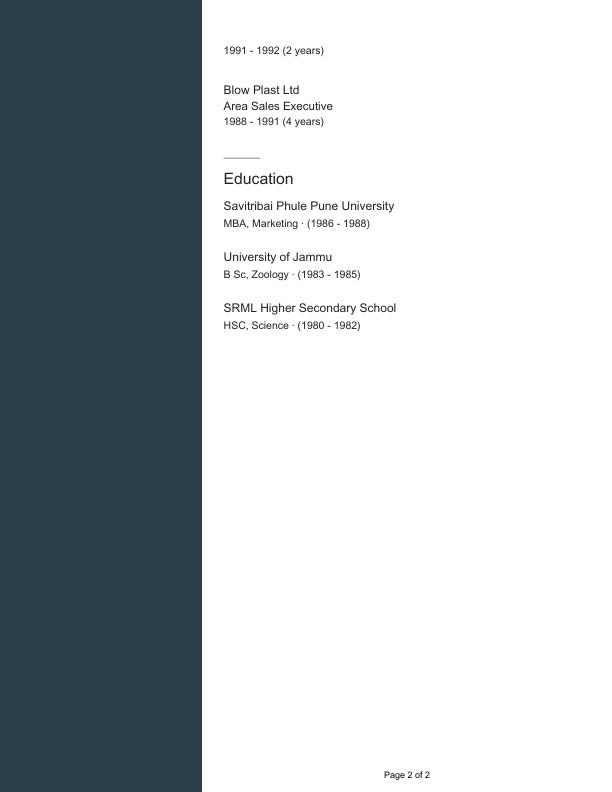 1991 - 1992 (2 years)
Blow Plast Ltd
Area Sales Executive
1988 - 1991 (4 years)
Education
Savitribai Phule Pune University
MBA, Marketing · (1986 - 1988)
University of Jammu
B Sc, Zoology · (1983 - 1985)
SRML Higher Secondary School
HSC, Science · (1980 - 1982)
Page 2 of 2